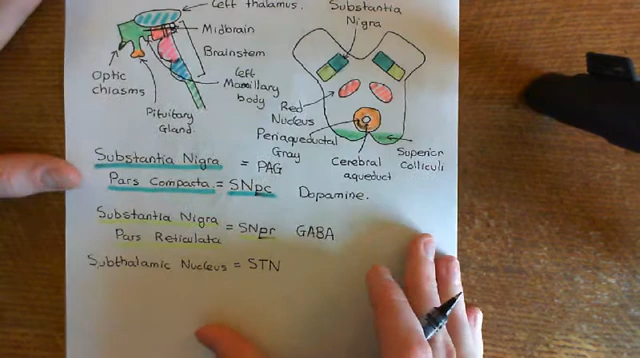 Left thalamus.
Midbrain
Brainstem
Left
Mamillary
body
Optic
chiasms
Pituitary
Gland.
Substantia
Nigra
Red
Nucleus
Periaqueductal
Gray
Cerebral
aqueduct
Superior
Colliculi
Substantia Nigra = PAG
Pars Compacta = SNpc Dopamine.
Substantia Nigra
Pars Reticulata = SNpr GABA
Subthalamic Nucleus = STN